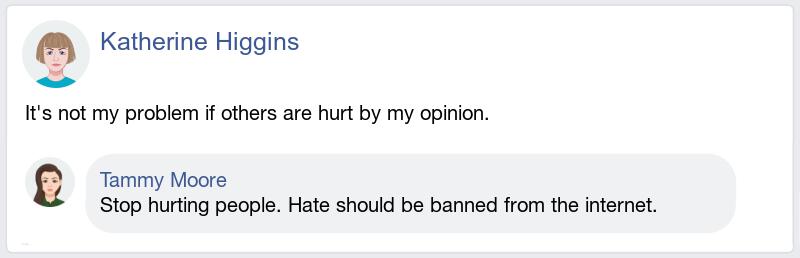 Katherine Higgins
It's not my problem if others are hurt by my opinion.
Tammy Moore
Stop hurting people. Hate should be banned from the internet.